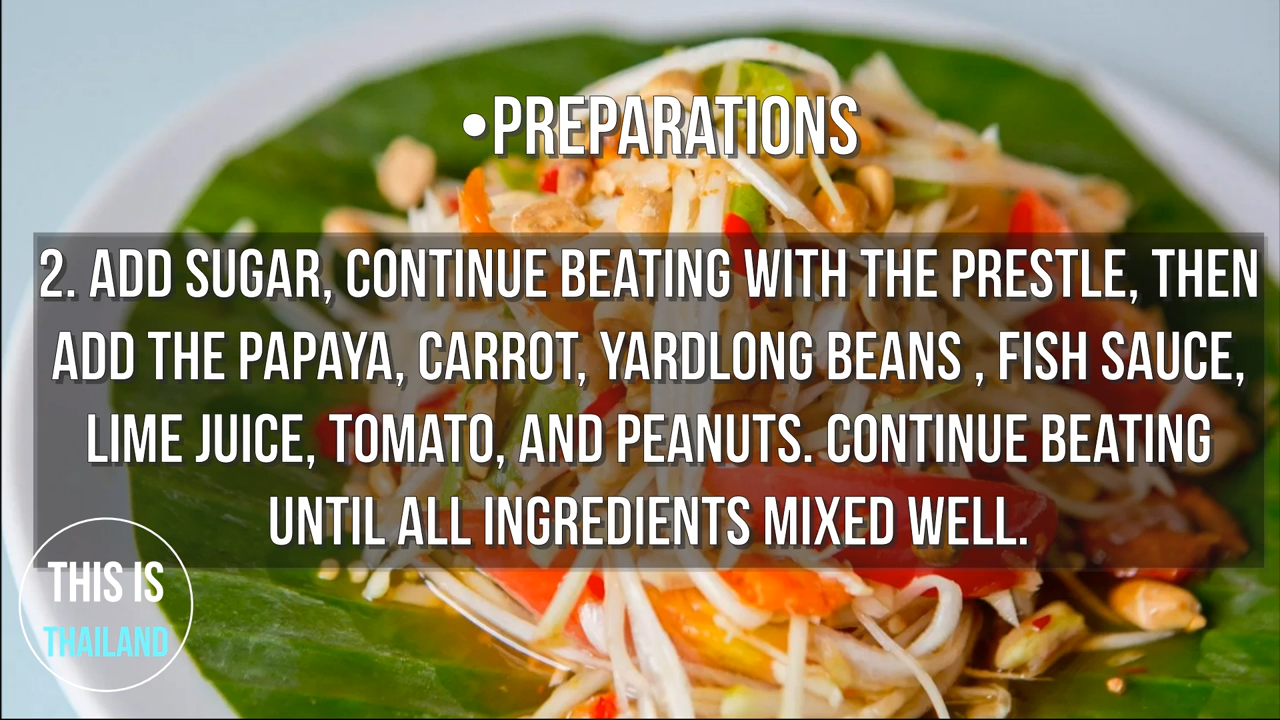 •PREPARATIONS
2. ADD SUGAR, CONTINUE BEATING WITH THE PRESTLE, THEN
ADD THE PAPAYA, CARROT, YARDLONG BEANS , FISH SAUCE,
LIME JUICE, TOMATO, AND PEANUTS. CONTINUE BEATING
UNTIL ALL INGREDIENTS MIXED WELL.
THIS IS
THAILAND